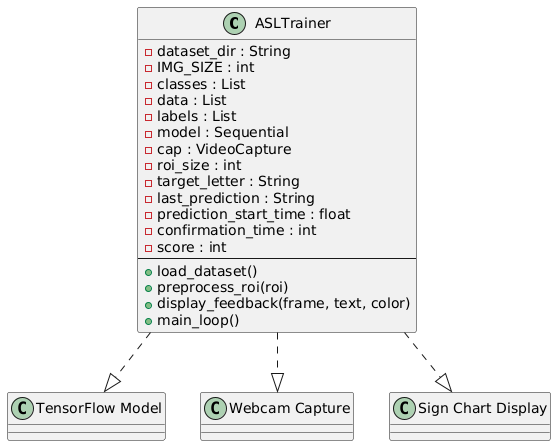 C ASLTrainer
dataset_dir : String
IMG_SIZE : int
classes : List
data : List
labels : List
model : Sequential
cap : VideoCapture
roi_size : int
target_letter : String
last_prediction : String
prediction_start_time : float
confirmation_time : int
score : int
load_dataset()
preprocess_roi(roi)
display_feedback(frame, text, color)
main_loop()
C TensorFlow Model
C Webcam Capture
C Sign Chart Display